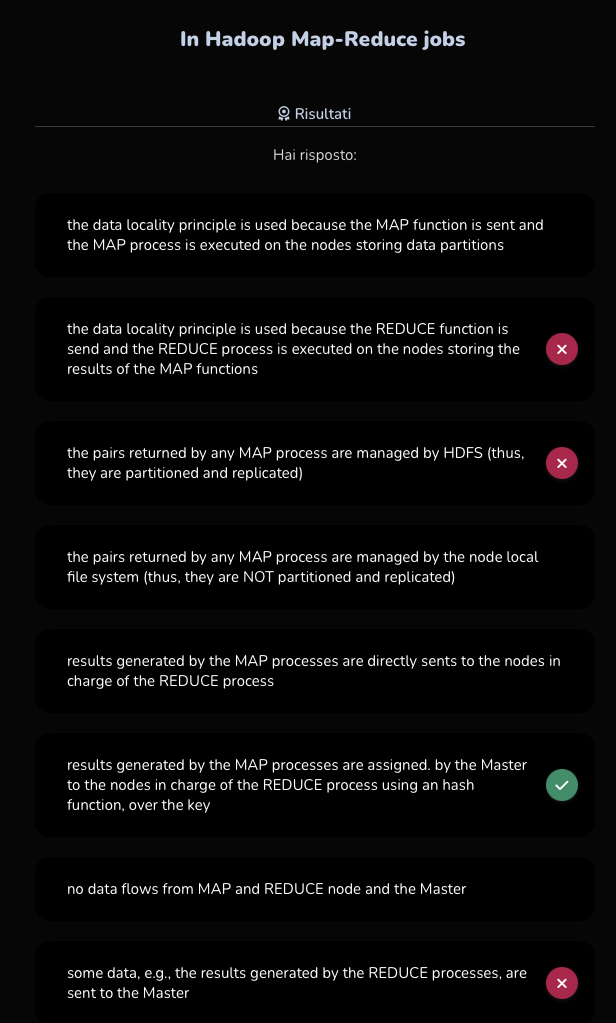 In Hadoop Map-Reduce jobs
Risultati
Hai risposto:
the data locality principle is used because the MAP function is sent and
the MAP process is executed on the nodes storing data partitions
the data locality principle is used because the REDUCE function is
send and the REDUCE process is executed on the nodes storing the
results of the MAP functions
the pairs returned by any MAP process are managed by HDFS (thus,
they are partitioned and replicated)
the pairs returned by any MAP process are managed by the node local
file system (thus, they are NOT partitioned and replicated)
results generated by the MAP processes are directly sents to the nodes in
charge of the REDUCE process
results generated by the MAP processes are assigned. by the Master
to the nodes in charge of the REDUCE process using an hash
function, over the key
no data flows from MAP and REDUCE node and the Master
some data, e.g., the results generated by the REDUCE processes, are
sent to the Master